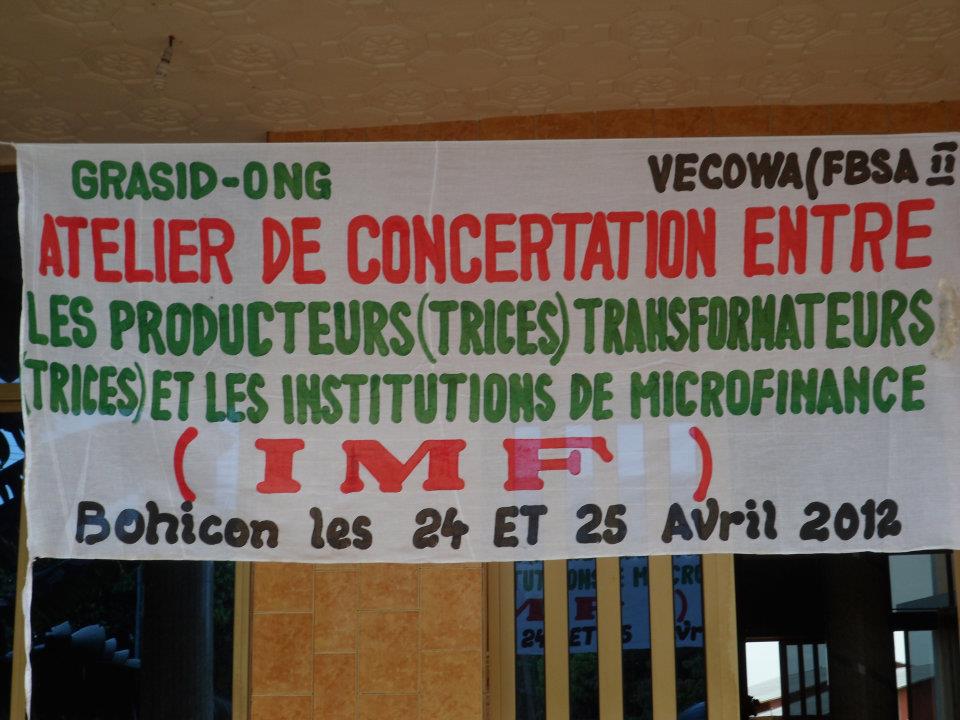 GRASID-ONG VECOWA(FBSA II
ATELIER DE CONCERTATION ENTRE
LES PRODUCTEURS(TRICES) TRANSFORMATEURS
(TRICES) ET LES INSTITUTIONS DE MICROFINANCE
( IMF )
Bohicon les 24 ET 25 Avril 2012